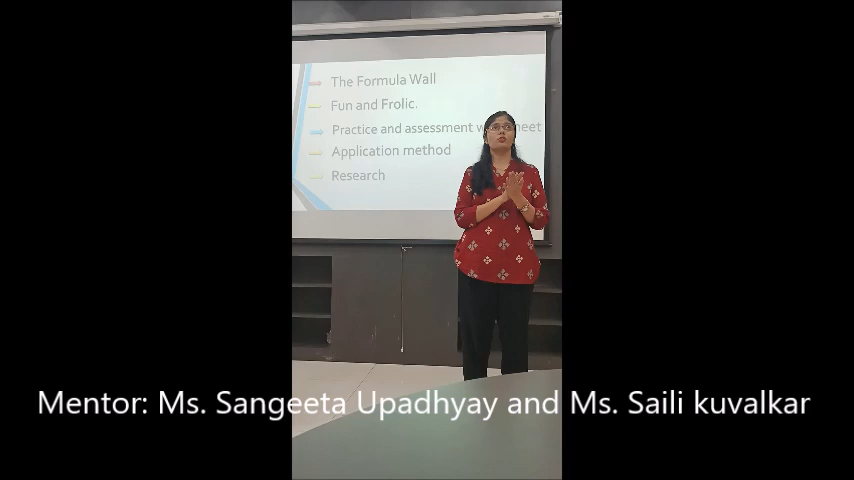 The Formula Wall
Fun and Frolic.
Practice and assessment
Application method
Research
Mentor: Ms. Sangeeta Upadhyay and Ms. Saili kuvalkar